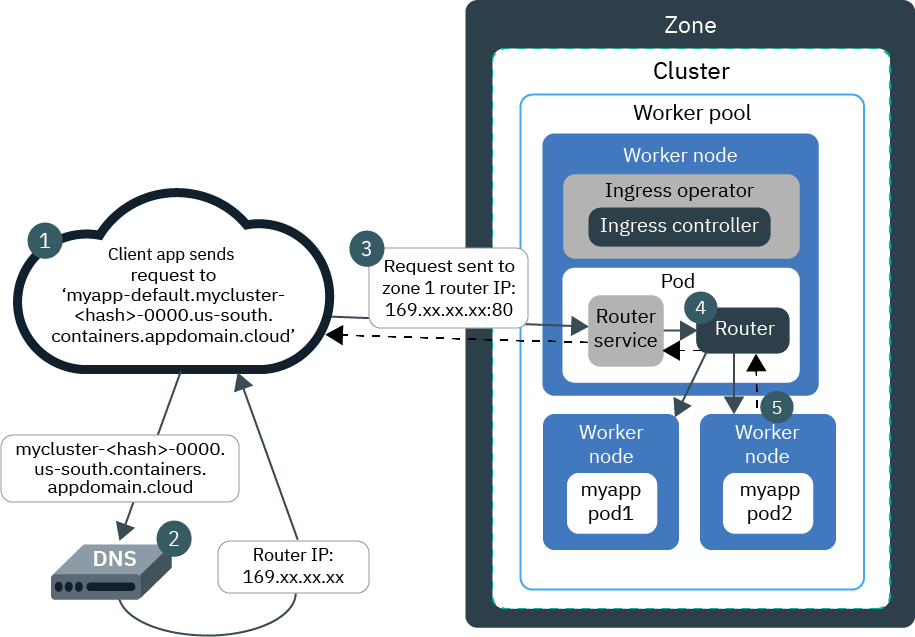 Zone
Cluster
Worker pool
Worker node
Ingress operator
Ingress controller
Pod
4
Router
service
Router
1
Client app sends
request to
‘myapp-default.mycluster-
<hash>-0000.us-south.
containers.appdomain.cloud’
3
Request sent to
zone 1 router IP:
169.xx.xx.xx:80
5
Worker
node
myapp
pod1
Worker
node
myapp
pod2
mycluster-<hash>-0000.
us-south.containers.
appdomain.cloud
2
DNS
Router IP:
169.xx.xx.xx